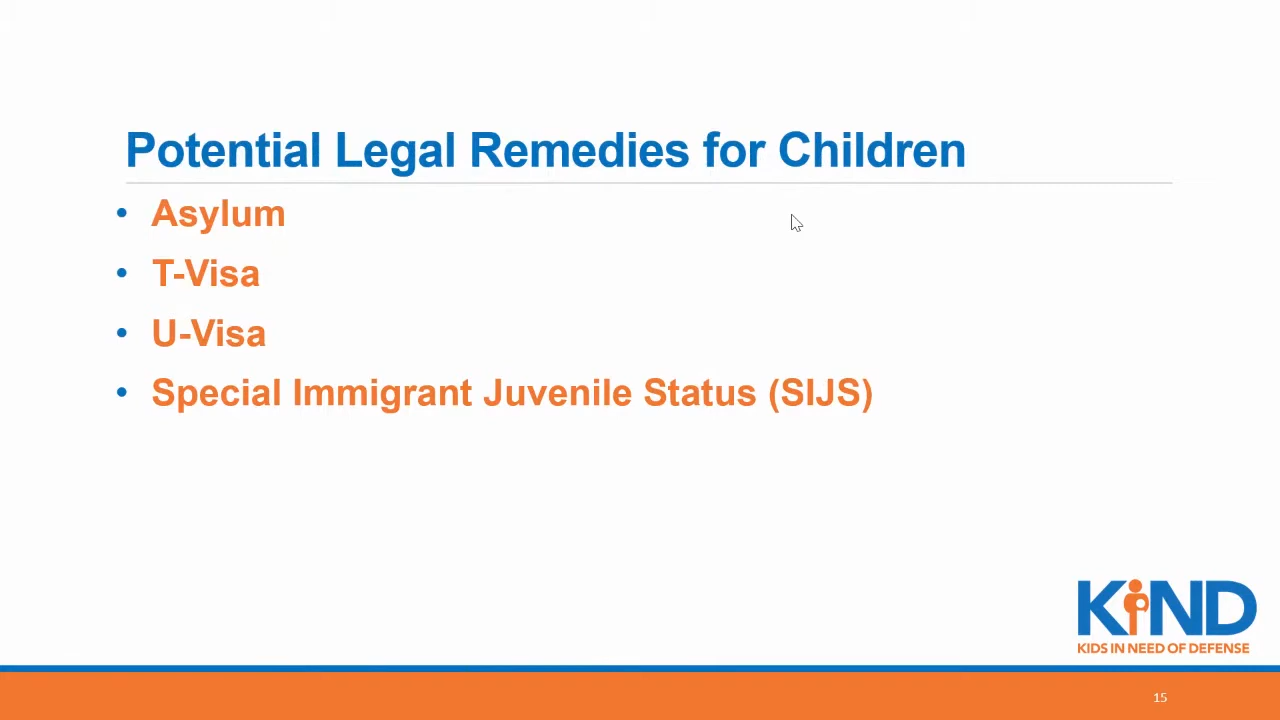 Potential Legal Remedies for Children
• Asylum
• T-Visa
• U-Visa
• Special Immigrant Juvenile Status (SIJS)
KiND
KIDS IN NEED OF DEFENSE
15